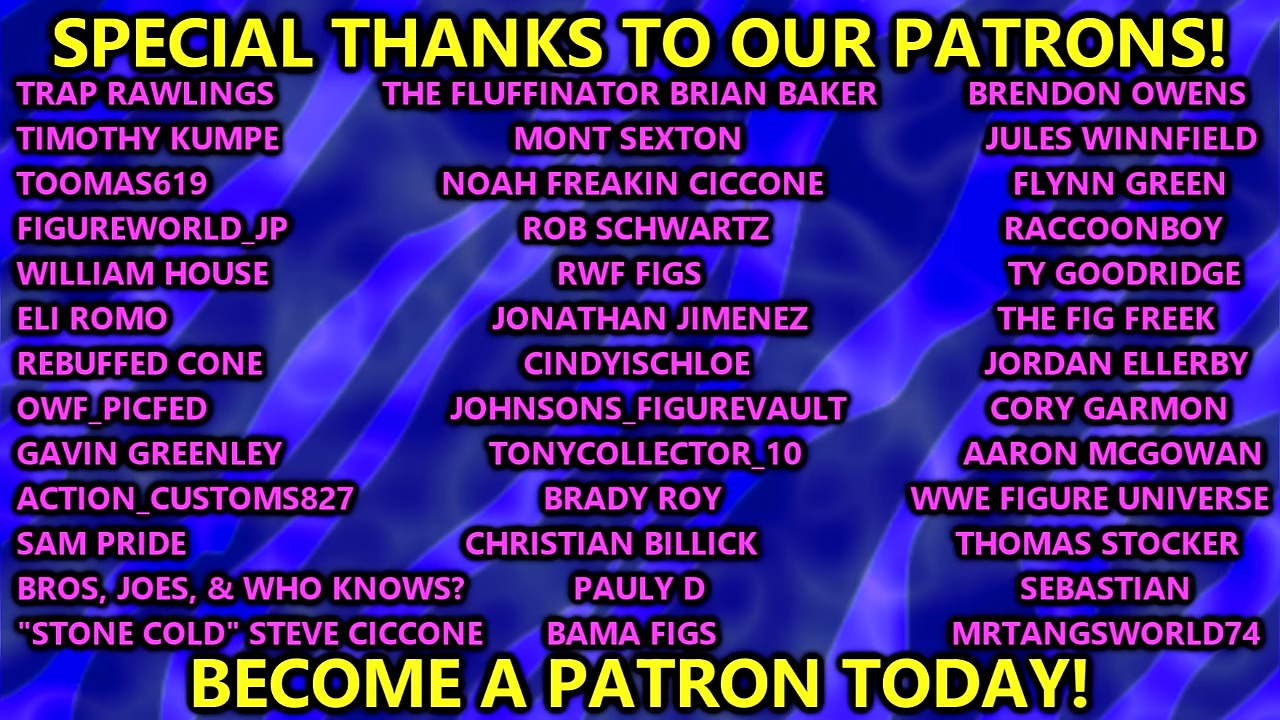 SPECIAL THANKS TO OUR PATRONS!
TRAP RAWLINGS
TIMOTHY KUMPE
TOOMAS619
FIGUREWORLD_JP
WILLIAM HOUSE
ELI ROMO
REBUFFED CONE
OWF_PICFED
GAVIN GREENLEY
ACTION_CUSTOMS827
SAM PRIDE
BROS, JOES, & WHO KNOWS?
"STONE COLD" STEVE CICCONE
THE FLUFFINATOR BRIAN BAKER
MONT SEXTON
NOAH FREAKIN CICCONE
ROB SCHWARTZ
RWF FIGS
JONATHAN JIMENEZ
CINDYISCHLOE
JOHNSONS_FIGUREVAULT
TONYCOLLECTOR_10
BRADY ROY
CHRISTIAN BILLICK
PAULY D
BAMA FIGS
BRENDON OWENS
JULES WINNFIELD
FLYNN GREEN
RACCOONBOY
TY GOODRIDGE
THE FIG FREEK
JORDAN ELLERBY
CORY GARMON
AARON MCGOWAN
WWE FIGURE UNIVERSE
THOMAS STOCKER
SEBASTIAN
MRTANGSWORLD74
BECOME A PATRON TODAY!